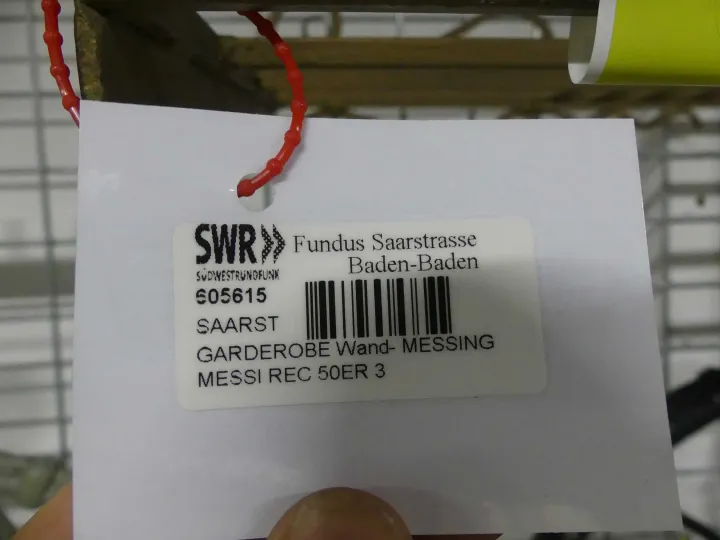 SWR Fundus Saarstrasse
SÜDWESTRUNDFUNK Baden-Baden
605615
SAARST
GARDEROBE Wand- MESSING
MESSI REC 50ER 3